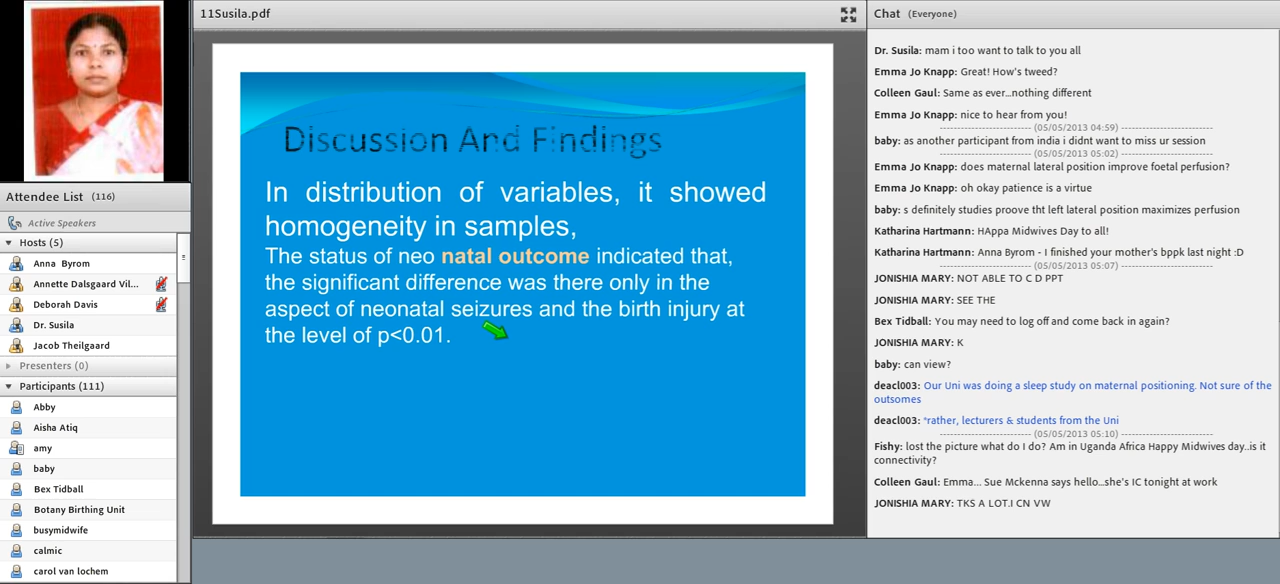 11Susila.pdf
Discussion And Findings
In distribution of variables, it showed
homogeneity in samples,
The status of neo natal outcome indicated that,
the significant difference was there only in the
aspect of neonatal seizures and the birth injury at
the level of p<0.01.
Attendee List (116)
Active Speakers
Hosts (5)
Anna Byrom
Annette Dalsgaard Vil...
Deborah Davis
Dr. Susila
Jacob Theilgaard
Presenters (0)
Participants (111)
Abby
Aisha Atiq
amy
baby
Bex Tidball
Botany Birthing Unit
busymidwife
calmic
carol van lochem
Chat (Everyone)
Dr. Susila: mam i too want to talk to you all
Emma Jo Knapp: Great! How's tweed?
Colleen Gaul: Same as ever...nothing different
Emma Jo Knapp: nice to hear from you!
(05/05/2013 04:59)
baby: as another participant from india i didnt want to miss ur session
(05/05/2013 05:02)
Emma Jo Knapp: does maternal lateral position improve foetal perfusion?
Emma Jo Knapp: oh okay patience is a virtue
baby: s definitely studies proove tht left lateral position maximizes perfusion
Katharina Hartmann: HAppa Midwives Day to all!
Katharina Hartmann: Anna Byrom - I finished your mother's bppk last night :D
(05/05/2013 05:07)
JONISHIA MARY: NOT ABLE TO C D PPT
JONISHIA MARY: SEE THE
Bex Tidball: You may need to log off and come back in again?
JONISHIA MARY: K
baby: can view?
deacl003: Our Uni was doing a sleep study on maternal positioning. Not sure of the
outcomes
deacl003: *rather, lecturers & students from the Uni
(05/05/2013 05:10)
Fishy: lost the picture what do I do? Am in Uganda Africa Happy Midwives day..is it
connectivity?
Colleen Gaul: Emma... Sue Mckenna says hello...she's IC tonight at work
JONISHIA MARY: TKS A LOT.I CN VW